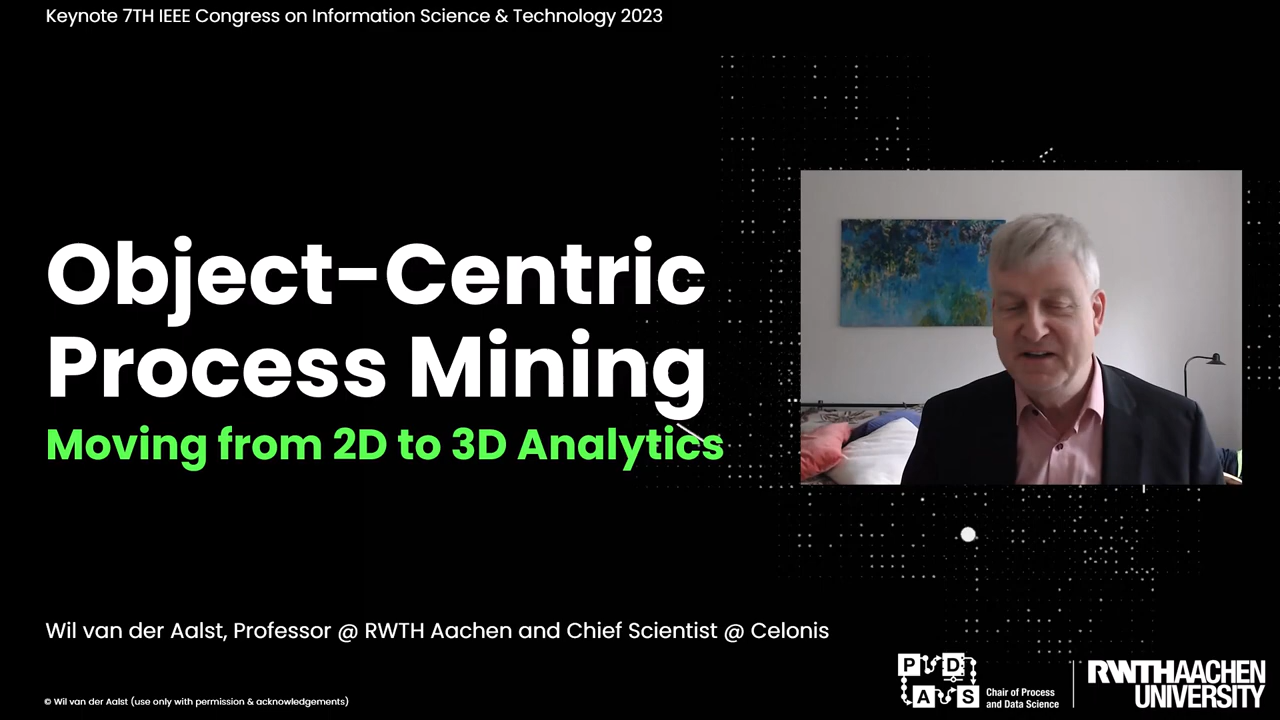 Keynote 7TH IEEE Congress on Information Science & Technology 2023
Object-Centric
Process Mining
Moving from 2D to 3D Analytics
Wil van der Aalst, Professor @ RWTH Aachen and Chief Scientist @ Celonis
© Wil van der Aalst (use only with permission & acknowledgements)
P D
A S
Chair of Process
and Data Science
RWTHAACHEN
UNIVERSITY